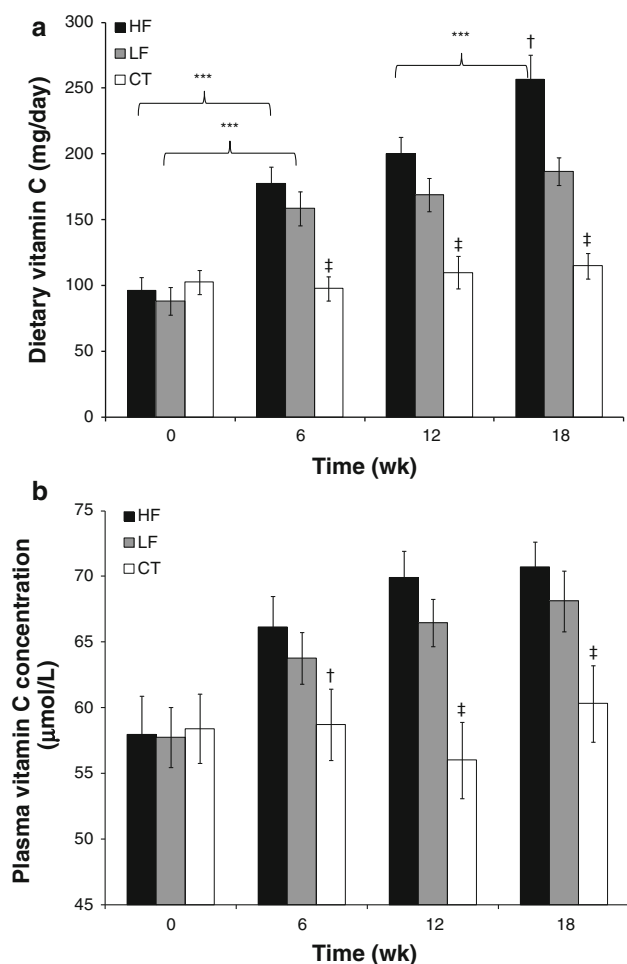 a
Dietary vitamin C (mg/day)
300
250
200
150
100
50
0
HF
LF
CT
***
***
***
†
‡
‡
‡
0 6 12 18
Time (wk)
b
Plasma vitamin C concentration
(μmol/L)
75
70
65
60
55
50
45
HF
LF
CT
†
‡
‡
0 6 12 18
Time (wk)